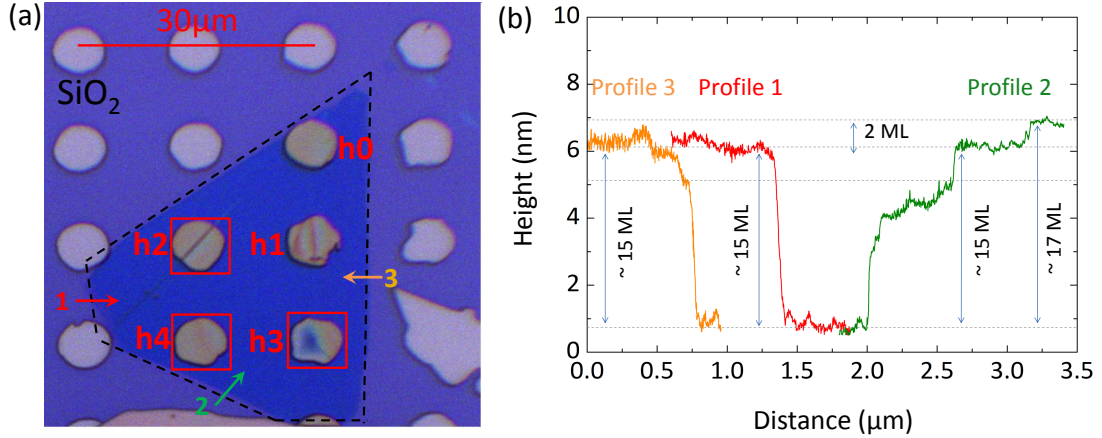 (a)
30µm
SiO2
h0
h2
h1
1
3
h4
h3
2
(b)
10
8
6
4
2
0
Height (nm)
Profile 3
Profile 1
Profile 2
2 ML
~ 15 ML
~ 15 ML
~ 15 ML
~ 17 ML
0.0
0.5
1.0
1.5
2.0
2.5
3.0
3.5
Distance (µm)